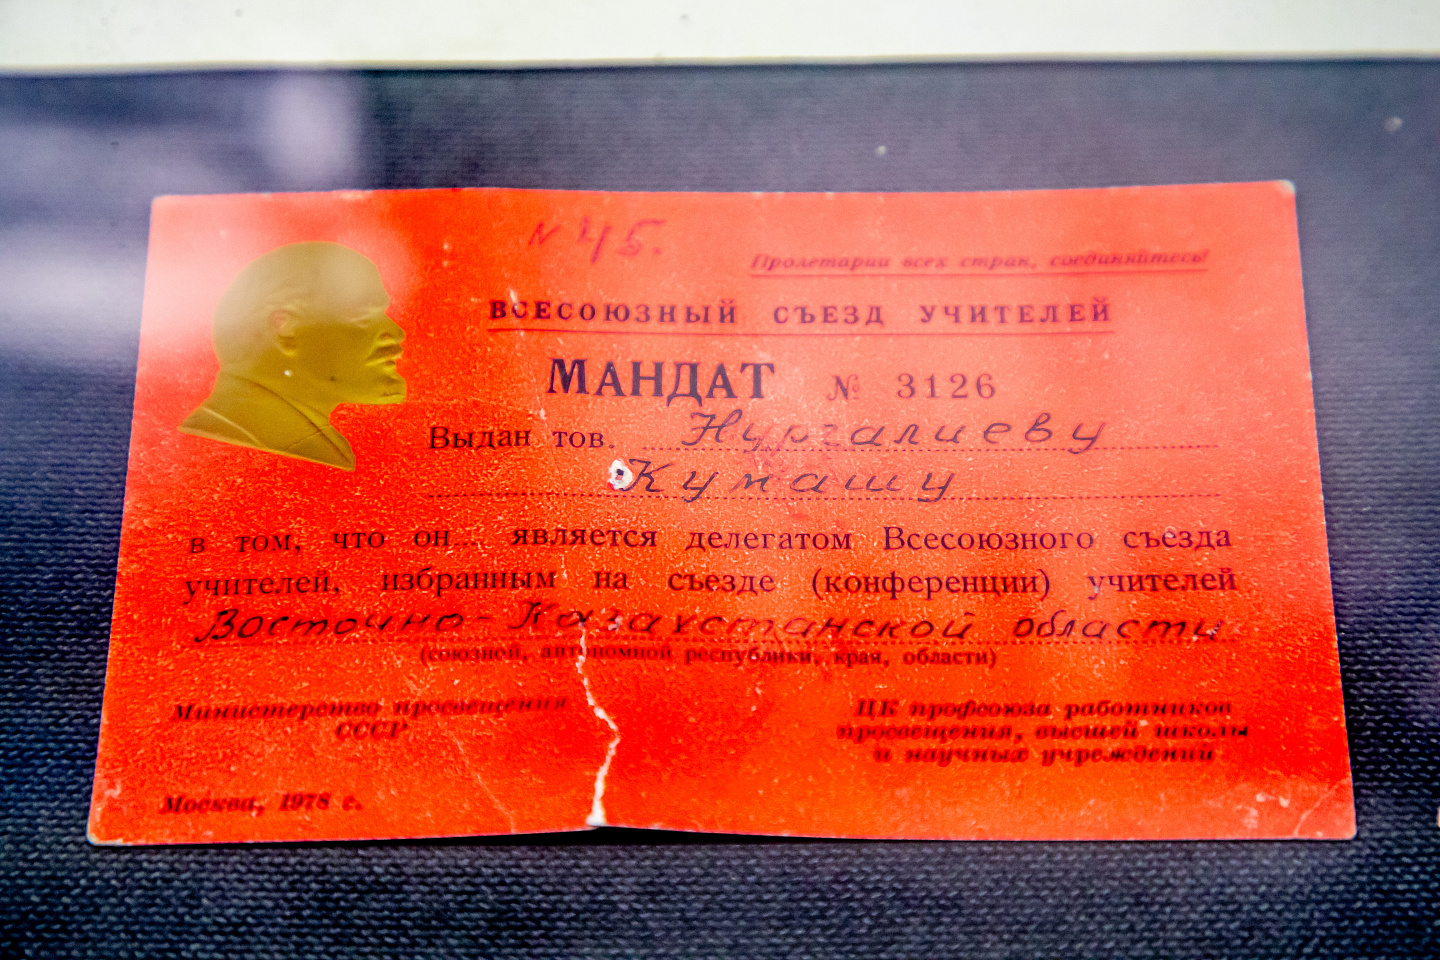 N 45.
Пролетарии всех стран, соединяйтесь!
ВСЕСОЮЗНЫЙ СЪЕЗД УЧИТЕЛЕЙ
МАНДАТ № 3126
Выдан тов. Нургалиеву
Кумашу
в том, что он... является делегатом Всесоюзного съезда
учителей, избранным на съезде (конференции) учителей
Восточно-Казахстанской области
(союзной, автономной республики, края, области)
Министерство просвещения
СССР
ЦК профсоюза работников
просвещения, высшей школы
и научных учреждений
Москва, 1978 г.